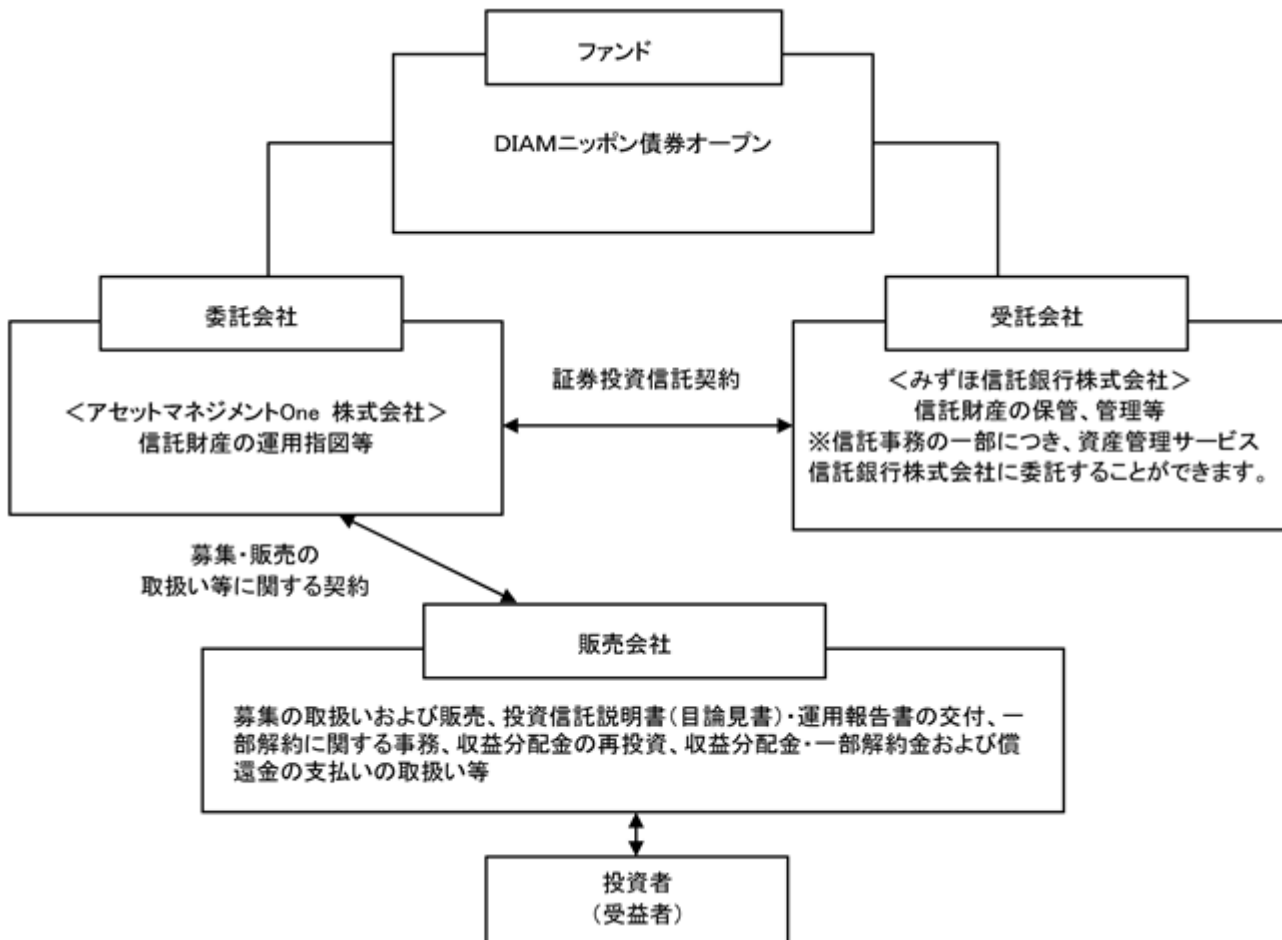 ファンド
DIAMニッポン債券オープン
委託会社
＜アセットマネジメントOne 株式会社＞
信託財産の運用指図等
証券投資信託契約
受託会社
＜みずほ信託銀行株式会社＞
信託財産の保管、管理等
※信託事務の一部につき、資産管理サービス
信託銀行株式会社に委託することができます。
募集・販売の
取扱い等に関する契約
販売会社
募集の取扱いおよび販売、投資信託説明書（目論見書）・運用報告書の交付、一
部解約に関する事務、収益分配金の再投資、収益分配金・一部解約金および償
還金の支払いの取扱い等
投資者
（受益者）